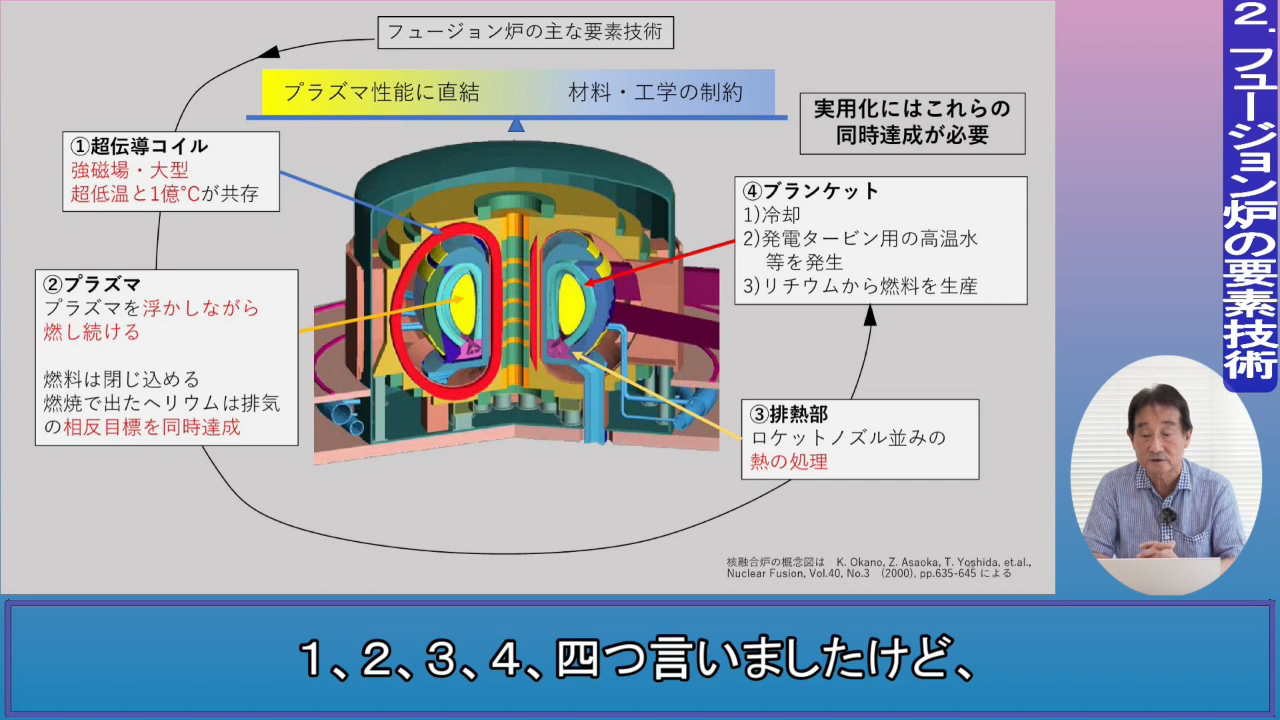 フュージョン炉の主な要素技術
プラズマ性能に直結
材料・工学の制約
実用化にはこれらの
同時達成が必要
①超伝導コイル
強磁場・大型
超低温と1億℃が共存
②プラズマ
プラズマを浮かしながら
燃し続ける
燃料は閉じ込める
燃焼で出たヘリウムは排気
の相反目標を同時達成
④ブランケット
1)冷却
2)発電タービン用の高温水
等を発生
3)リチウムから燃料を生産
③排熱部
ロケットノズル並みの
熱の処理
核融合炉の概念図は K. Okano, Z. Asaoka, T. Yoshida, et.al.,
Nuclear Fusion, Vol.40, No.3 (2000), pp.635-645 による
2. フュージョン炉の要素技術
1、2、3、4、四つ言いましたけど、